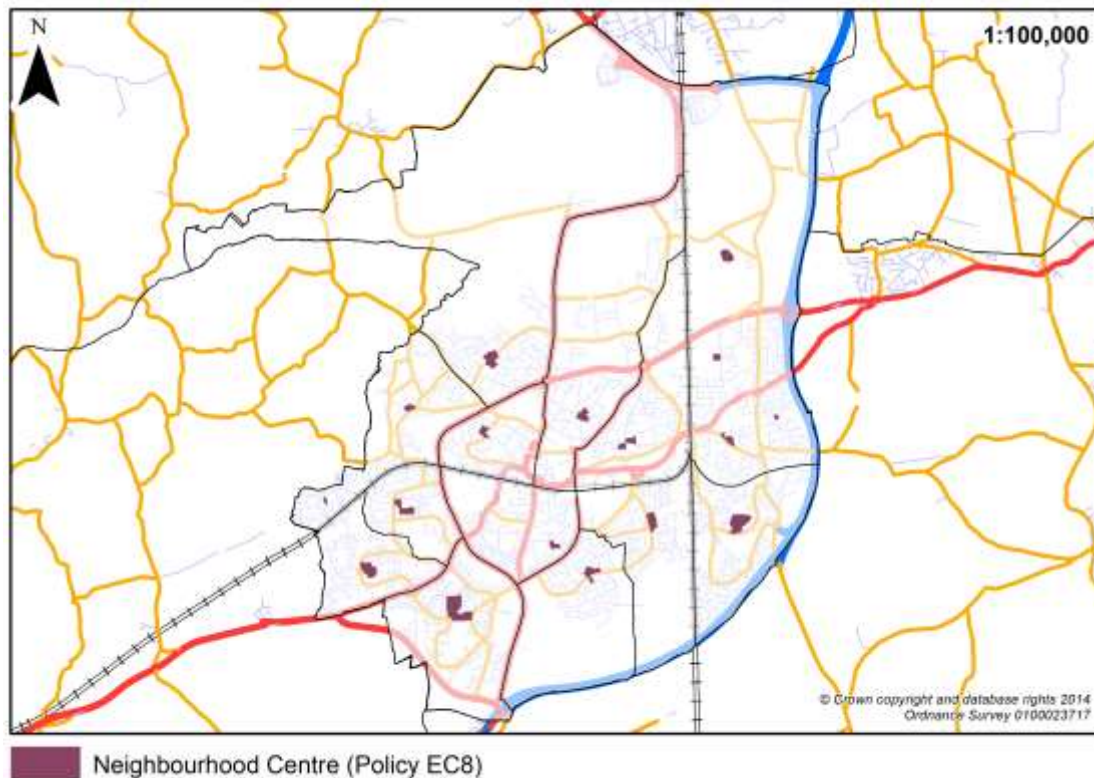 N
1:100,000
© Crown copyright and database rights 2014
Ordnance Survey 0100023717
Neighbourhood Centre (Policy EC8)